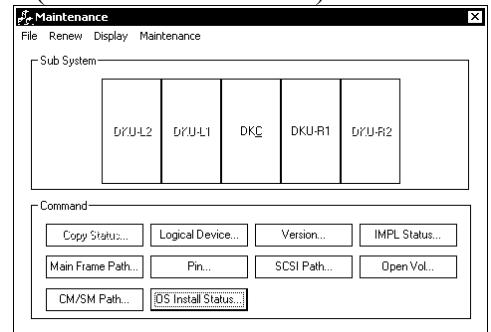 Maintenance
File Renew Display Maintenance
Sub System
DKU-L2 DKU-L1 DKC DKU-R1 DKU-R2
Command
Copy Status... Logical Device... Version... IMPL Status...
Main Frame Path... Pin... SCSI Path... Open Vol...
CM/SM Path... OS Install Status...